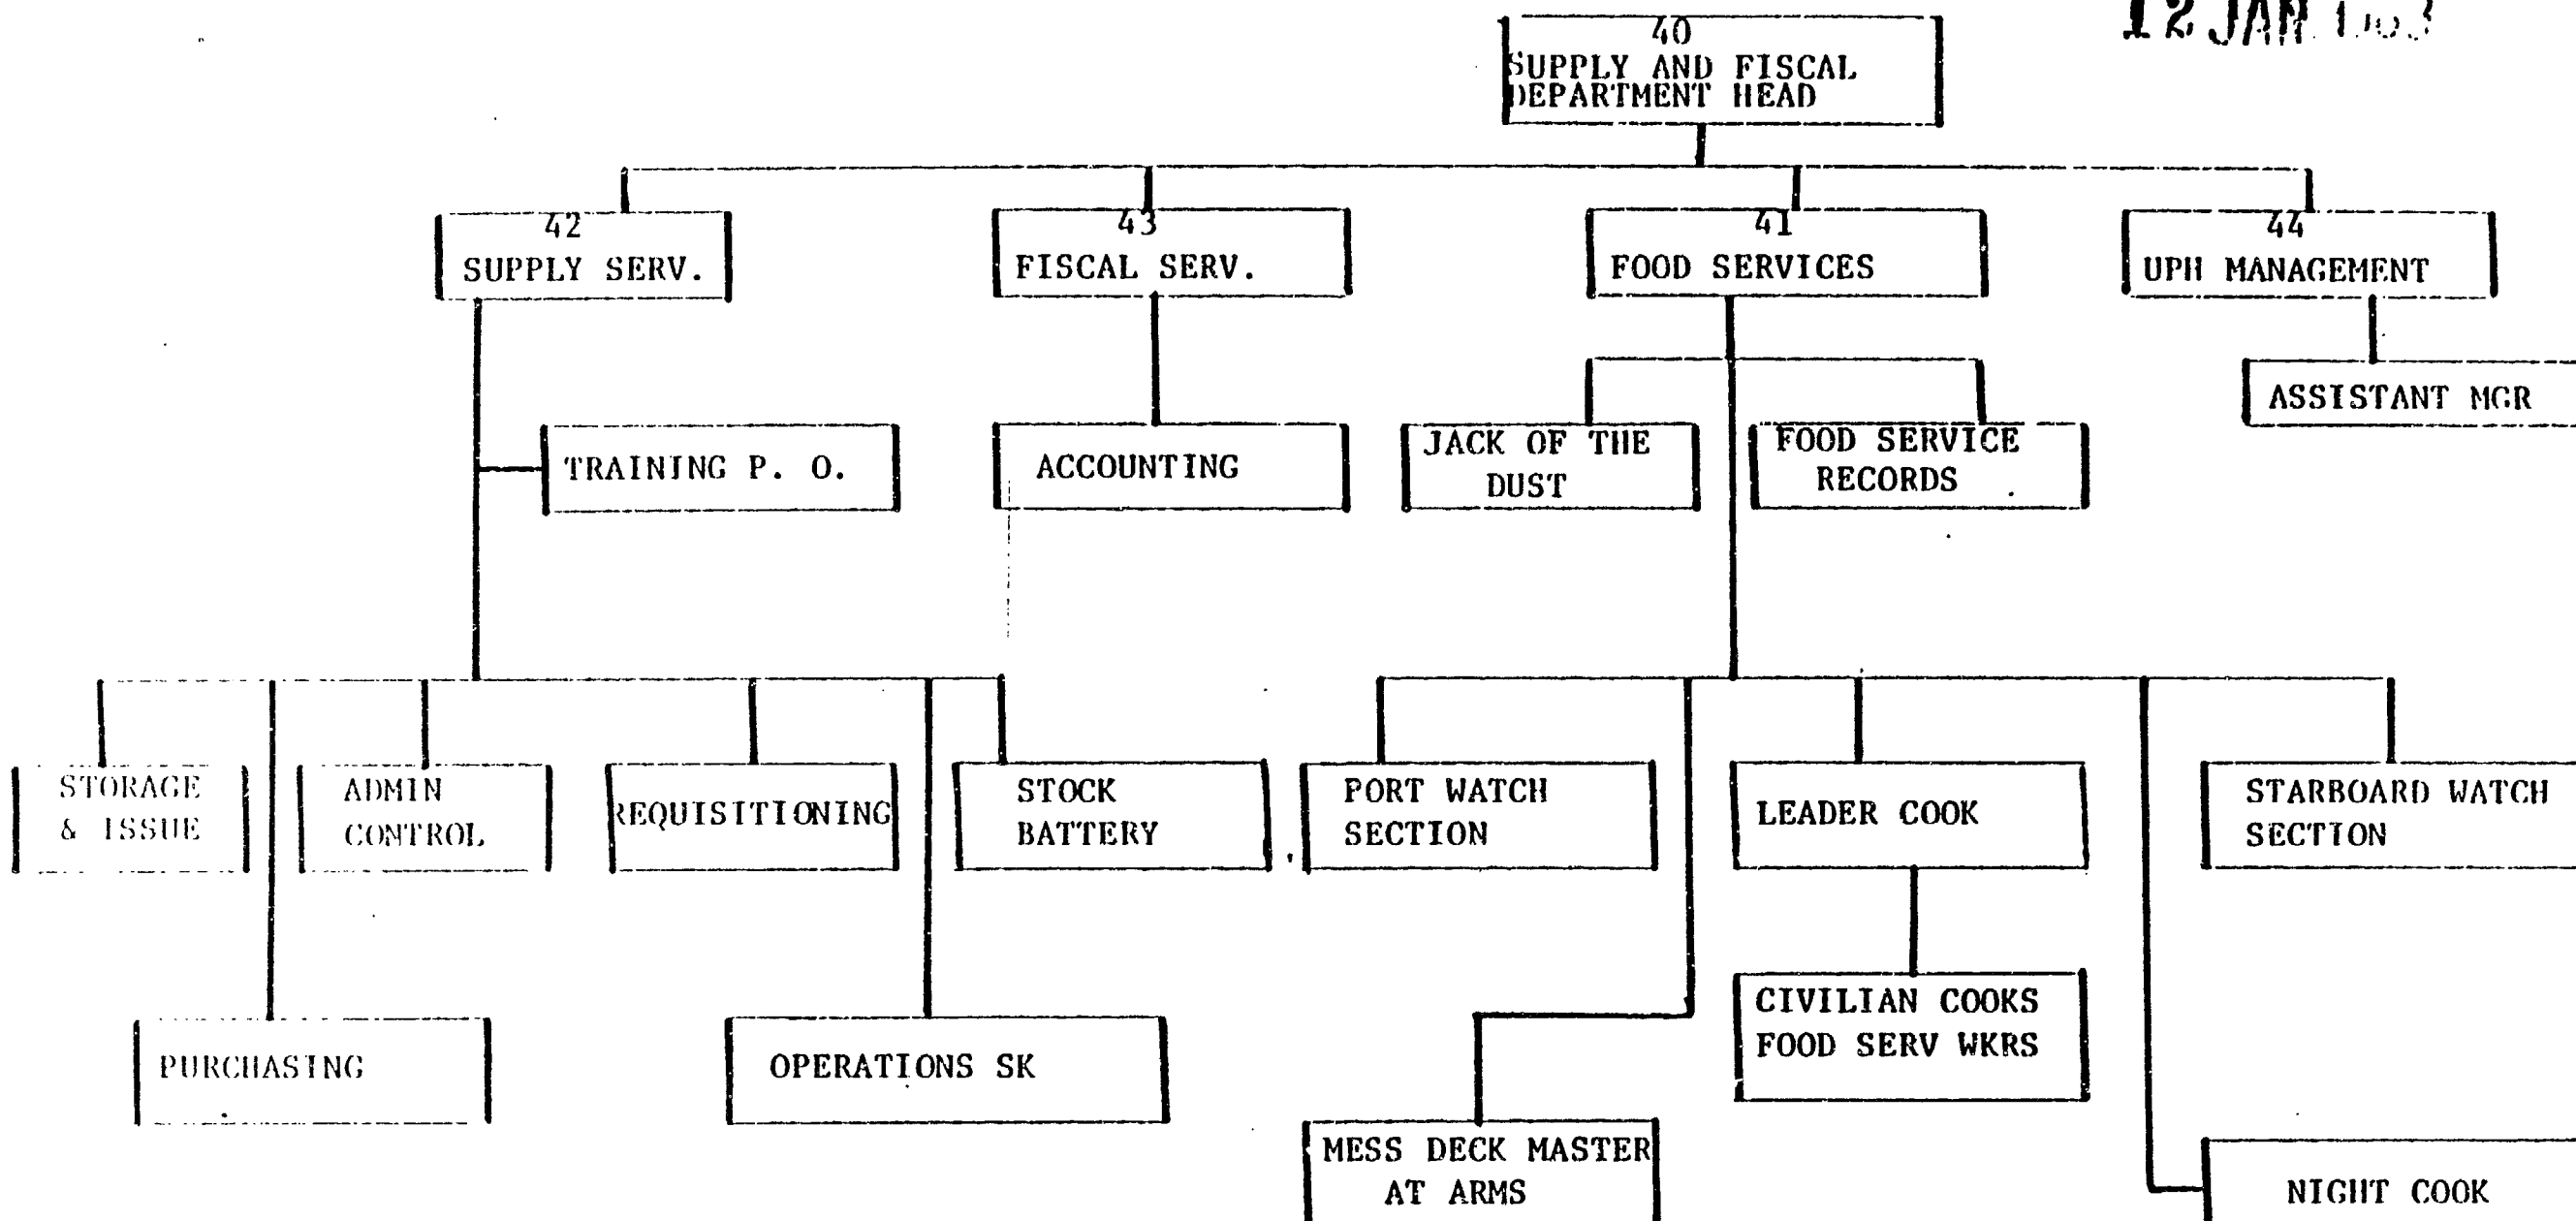 12 JAN
40
SUPPLY AND FISCAL
DEPARTMENT HEAD
42
SUPPLY SERV.
43
FISCAL SERV.
41
FOOD SERVICES
44
UPH MANAGEMENT
ASSISTANT MGR
TRAINING P. O.
ACCOUNTING
JACK OF THE
DUST
FOOD SERVICE
RECORDS
STORAGE
& ISSUE
ADMIN
CONTROL
REQUISITIONING
STOCK
BATTERY
PORT WATCH
SECTION
LEADER COOK
STARBOARD WATCH
SECTION
PURCHASING
OPERATIONS SK
CIVILIAN COOKS
FOOD SERV WKRS
MESS DECK MASTER
AT ARMS
NIGHT COOK